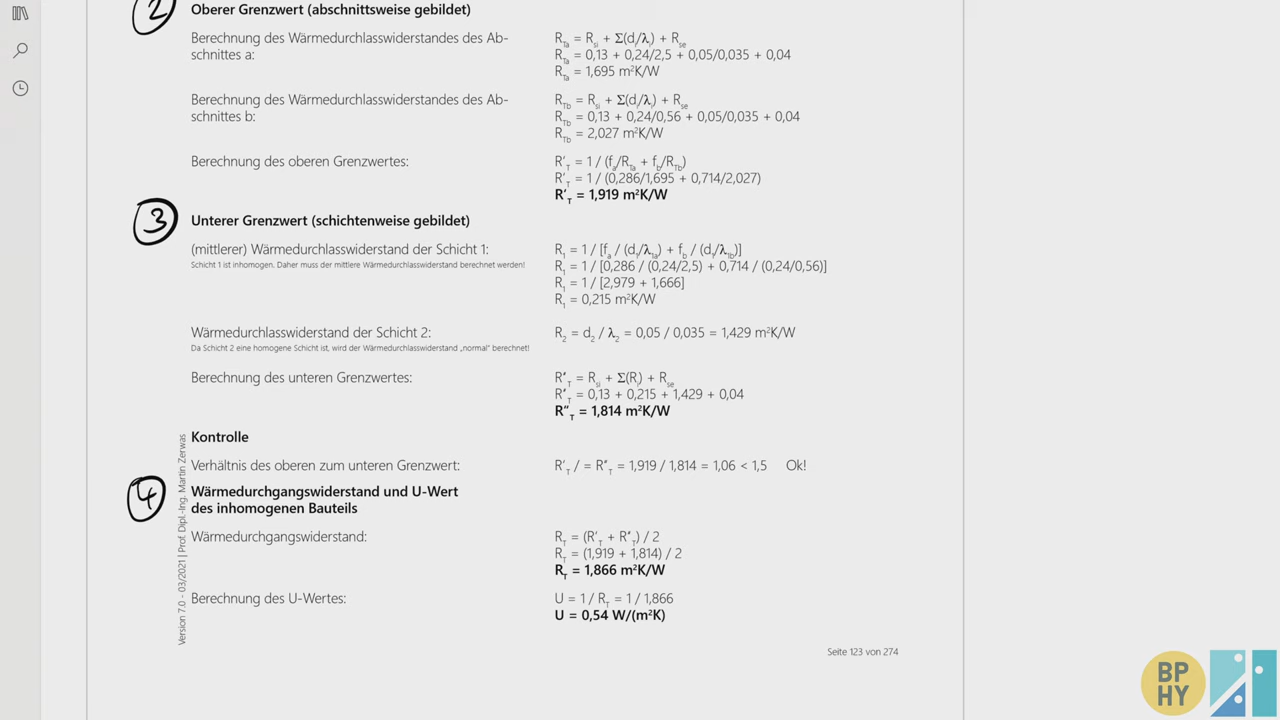 2
Oberer Grenzwert (abschnittsweise gebildet)
Berechnung des Wärmedurchlasswiderstandes des Ab-
schnittes a:
R_Ta = R_si + Σ(d_i/λ_i) + R_se
R_Ta = 0,13 + 0,24/2,5 + 0,05/0,035 + 0,04
R_Ta = 1,695 m²K/W
Berechnung des Wärmedurchlasswiderstandes des Ab-
schnittes b:
R_Tb = R_si + Σ(d_i/λ_i) + R_se
R_Tb = 0,13 + 0,24/0,56 + 0,05/0,035 + 0,04
R_Tb = 2,027 m²K/W
Berechnung des oberen Grenzwertes:
R'_T = 1 / (f_a/R_Ta + f_b/R_Tb)
R'_T = 1 / (0,286/1,695 + 0,714/2,027)
R'_T = 1,919 m²K/W
3
Unterer Grenzwert (schichtenweise gebildet)
(mittlerer) Wärmedurchlasswiderstand der Schicht 1:
Schicht 1 ist inhomogen. Daher muss der mittlere Wärmedurchlasswiderstand berechnet werden!
R_1 = 1 / [f_a / (d_1/λ_1a) + f_b / (d_1/λ_1b)]
R_1 = 1 / [0,286 / (0,24/2,5) + 0,714 / (0,24/0,56)]
R_1 = 1 / [2,979 + 1,666]
R_1 = 0,215 m²K/W
Wärmedurchlasswiderstand der Schicht 2:
Da Schicht 2 eine homogene Schicht ist, wird der Wärmedurchlasswiderstand „normal" berechnet!
R_2 = d_2 / λ_2 = 0,05 / 0,035 = 1,429 m²K/W
Berechnung des unteren Grenzwertes:
R"_T = R_si + Σ(R_i) + R_se
R"_T = 0,13 + 0,215 + 1,429 + 0,04
R"_T = 1,814 m²K/W
Kontrolle
Verhältnis des oberen zum unteren Grenzwert:
R'_T / = R"_T = 1,919 / 1,814 = 1,06 < 1,5 Ok!
4
Wärmedurchgangswiderstand und U-Wert
des inhomogenen Bauteils
Wärmedurchgangswiderstand:
R_T = (R'_T + R"_T) / 2
R_T = (1,919 + 1,814) / 2
R_T = 1,866 m²K/W
Berechnung des U-Wertes:
U = 1 / R_T = 1 / 1,866
U = 0,54 W/(m²K)
Version 7.0 - 03/2021 | Prof. Dipl.-Ing. Martin Zerwas
Seite 123 von 274
BP
HY